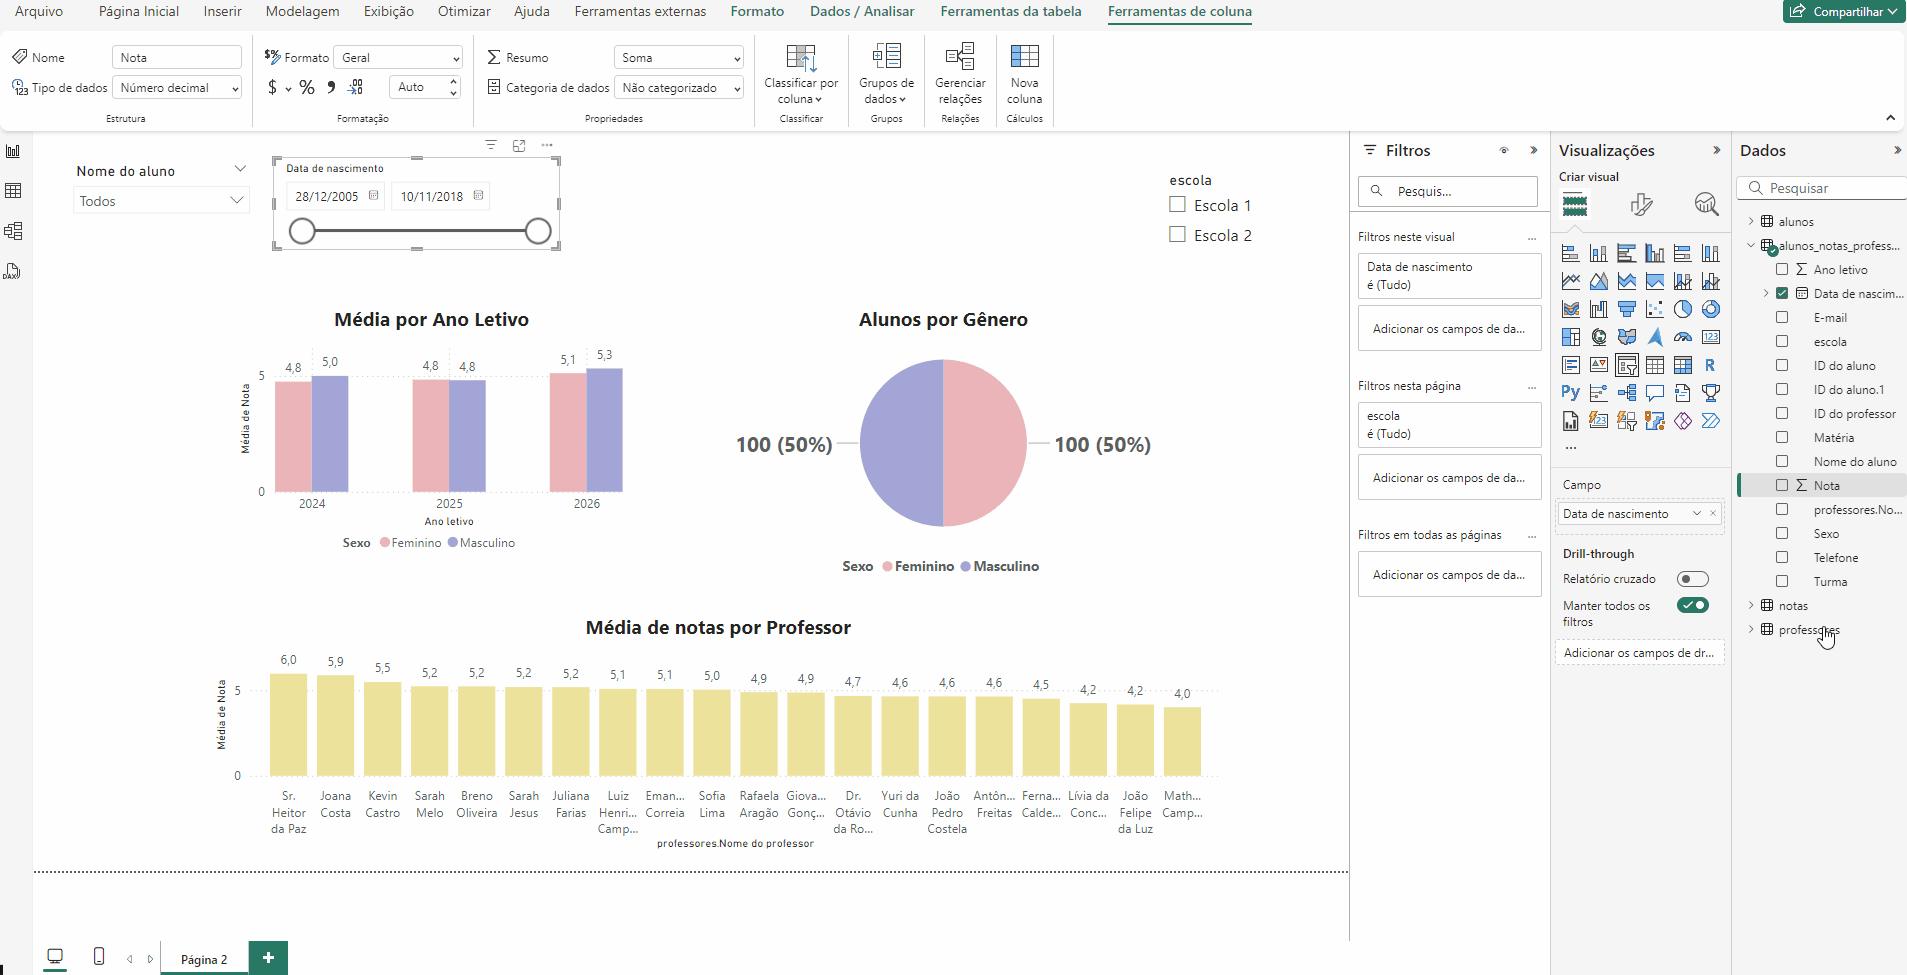 Arquivo Página Inicial Inserir Modelagem Exibição Otimizar Ajuda Ferramentas externas Formato Dados / Analisar Ferramentas da tabela Ferramentas de coluna Compartilhar
Nome Nota
Tipo de dados Número decimal
Estrutura
Formato Geral
$ % Auto
Formatação
Resumo Soma
Categoria de dados Não categorizado
Propriedades
Classificar por
coluna
Classificar
Grupos de
dados
Grupos
Gerenciar
relações
Relações
Nova
coluna
Cálculos
Nome do aluno
Todos
Data de nascimento
28/12/2005 10/11/2018
escola
Escola 1
Escola 2
Média por Ano Letivo
Média de Nota
5
0
4,8 5,0 4,8 4,8 5,1 5,3
2024 2025 2026
Ano letivo
Sexo Feminino Masculino
Alunos por Gênero
100 (50%) 100 (50%)
Sexo Feminino Masculino
Média de notas por Professor
Média de Nota
5
0
6,0 5,9 5,5 5,2 5,2 5,2 5,2 5,1 5,1 5,0 4,9 4,9 4,7 4,6 4,6 4,6 4,5 4,2 4,2 4,0
Sr. Joana Kevin Sarah Breno Sarah Juliana Luiz Eman... Sofia Rafaela Giova... Dr. Yuri da João Antôn... Ferna... Lívia da João Math...
Heitor Costa Castro Melo Oliveira Jesus Farias Henri... Correia Lima Aragão Gonç... Otávio Cunha Pedro Freitas Calde... Conc... Felipe Camp...
da Paz Camp... da Ro... Costela da Luz
professores.Nome do professor
Página 2 +
Filtros
Pesquis...
Filtros neste visual ...
Data de nascimento
é (Tudo)
Adicionar os campos de da...
Filtros nesta página ...
escola
é (Tudo)
Adicionar os campos de da...
Filtros em todas as páginas ...
Adicionar os campos de da...
Visualizações
Criar visual
123
R
Py
123
...
Campo
Data de nascimento
Drill-through
Relatório cruzado
Manter todos os
filtros
Adicionar os campos de dr...
Dados
Pesquisar
alunos
alunos_notas_profess...
Ano letivo
Data de nascim...
E-mail
escola
ID do aluno
ID do aluno.1
ID do professor
Matéria
Nome do aluno
Nota
professores.No...
Sexo
Telefone
Turma
notas
professores